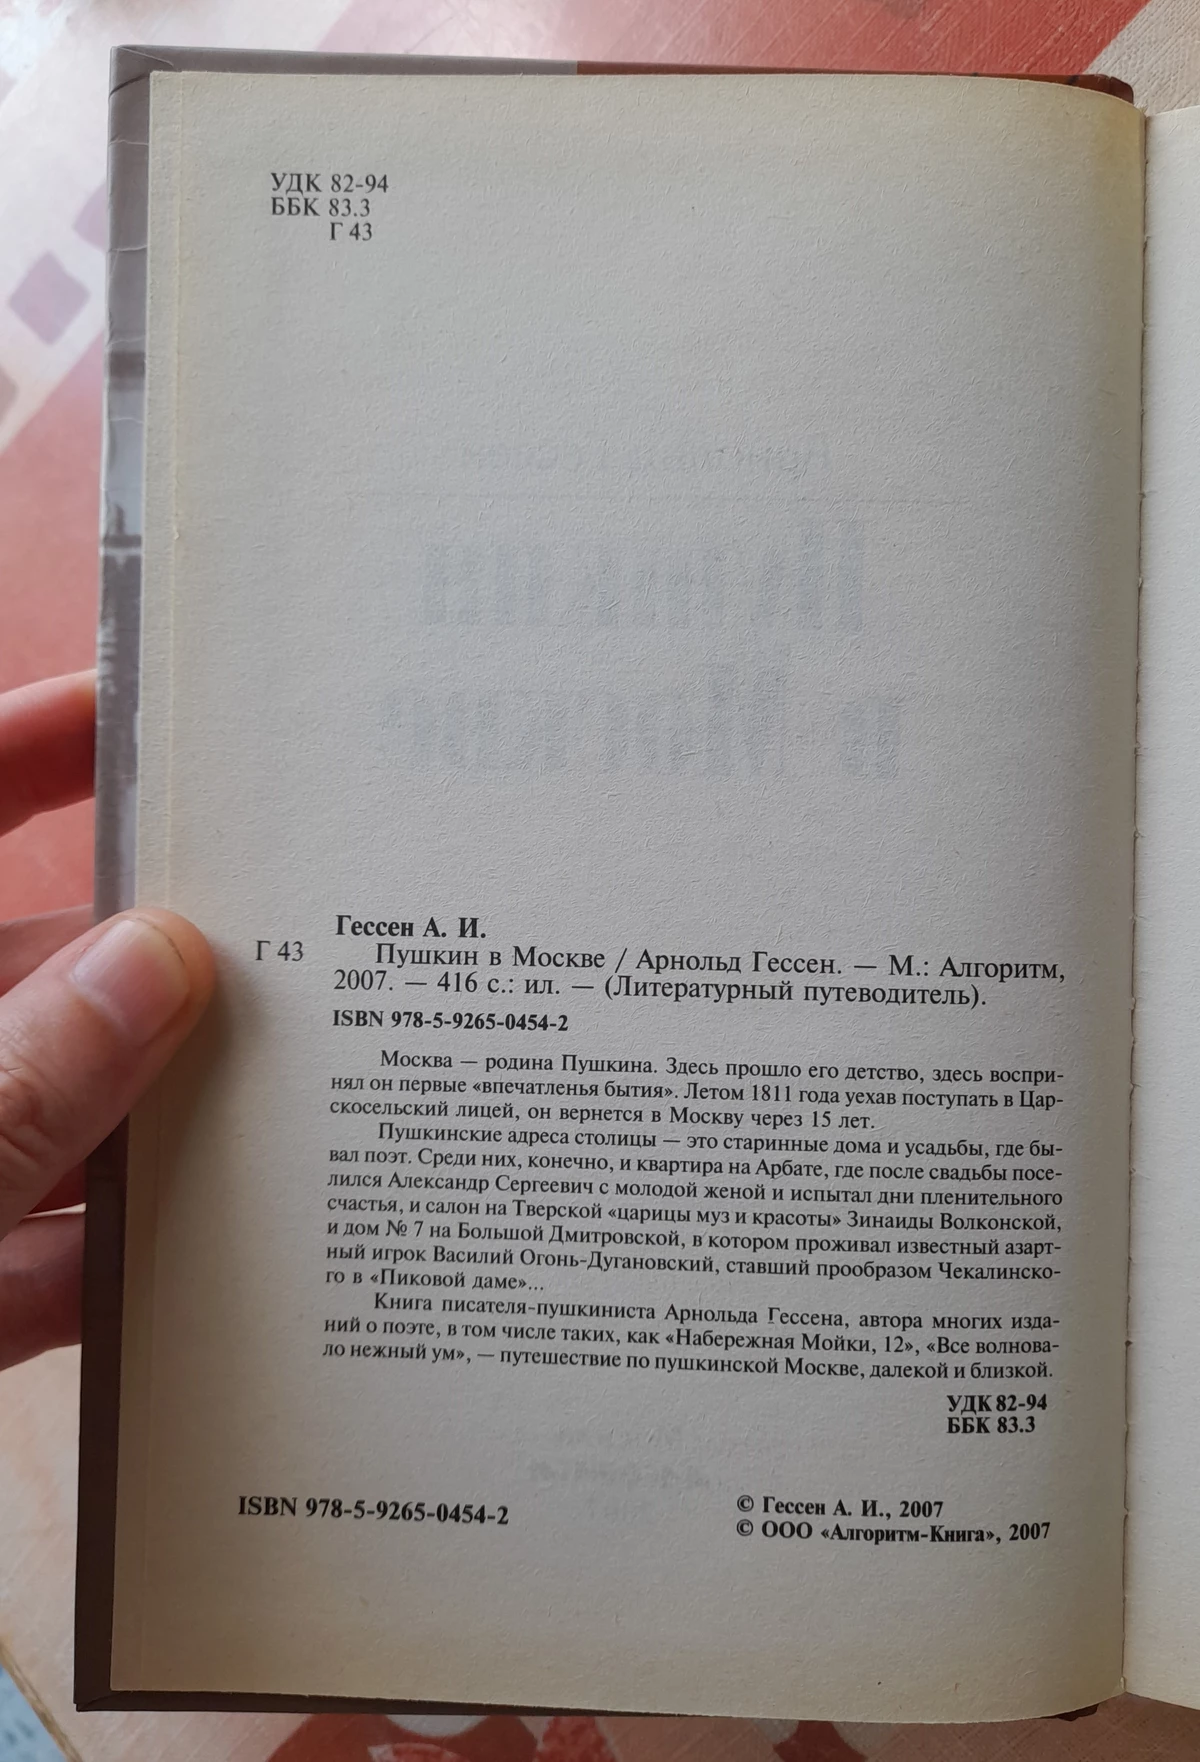 УДК 82-94
ББК 83.3
Г 43
Гессен А. И.
Г 43 Пушкин в Москве / Арнольд Гессен. — М.: Алгоритм,
2007. — 416 с.: ил. — (Литературный путеводитель).
ISBN 978-5-9265-0454-2
Москва — родина Пушкина. Здесь прошло его детство, здесь воспри-
нял он первые «впечатленья бытия». Летом 1811 года уехав поступать в Цар-
скосельский лицей, он вернется в Москву через 15 лет.
Пушкинские адреса столицы — это старинные дома и усадьбы, где бы-
вал поэт. Среди них, конечно, и квартира на Арбате, где после свадьбы посе-
лился Александр Сергеевич с молодой женой и испытал дни пленительного
счастья, и салон на Тверской «царицы муз и красоты» Зинаиды Волконской,
и дом № 7 на Большой Дмитровской, в котором проживал известный азарт-
ный игрок Василий Огонь-Дугановский, ставший прообразом Чекалинско-
го в «Пиковой даме»...
Книга писателя-пушкиниста Арнольда Гессена, автора многих изда-
ний о поэте, в том числе таких, как «Набережная Мойки, 12», «Все волнова-
ло нежный ум», — путешествие по пушкинской Москве, далекой и близкой.
УДК 82-94
ББК 83.3
ISBN 978-5-9265-0454-2
© Гессен А. И., 2007
© ООО «Алгоритм-Книга», 2007